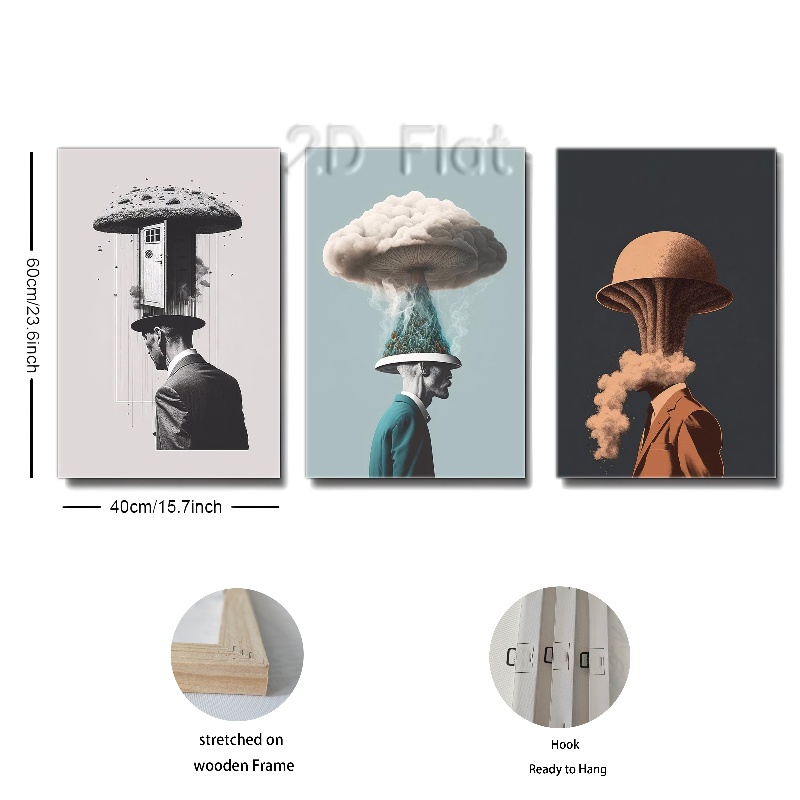 2D Flat
60cm/23.6inch
40cm/15.7inch
stretched on
wooden Frame
Hook
Ready to Hang